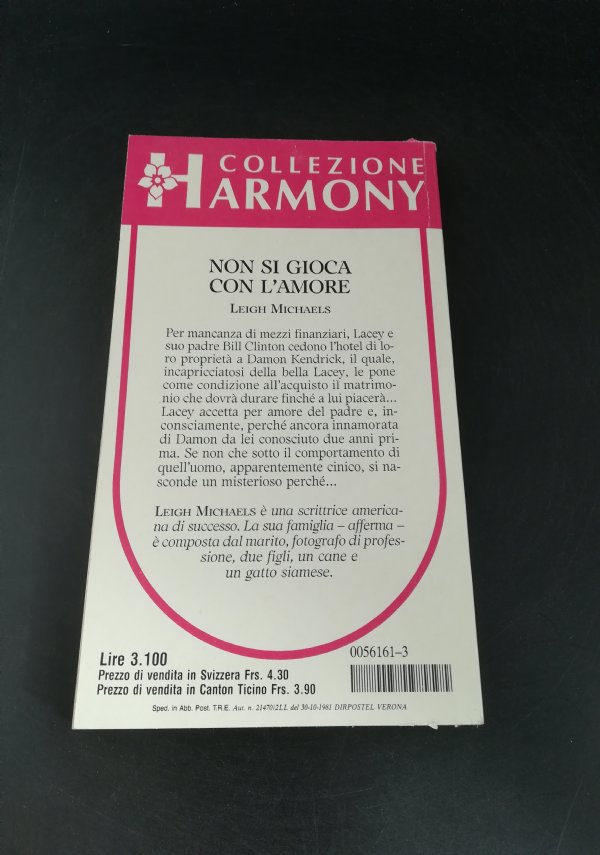 COLLEZIONE
HARMONY
NON SI GIOCA
CON L'AMORE
LEIGH MICHAELS
Per mancanza di mezzi finanziari, Lacey e
suo padre Bill Clinton cedono l'hotel di lo-
ro proprietà a Damon Kendrick, il quale,
incapricciatosi della bella Lacey, le pone
come condizione all'acquisto il matrimo-
nio che dovrà durare finché a lui piacerà...
Lacey accetta per amore del padre e, in-
consciamente, perché ancora innamorata
di Damon da lei conosciuto due anni pri-
ma. Se non che sotto il comportamento di
quell'uomo, apparentemente cinico, si na-
sconde un misterioso perché...
LEIGH MICHAELS è una scrittrice america-
na di successo. La sua famiglia – afferma –
è composta dal marito, fotografo di profes-
sione, due figli, un cane e
un gatto siamese.
Lire 3.100
Prezzo di vendita in Svizzera Frs. 4.30
Prezzo di vendita in Canton Ticino Frs. 3.90
0056161–3
Sped. in Abb. Post. T.R.E. Aut. n. 21470/2LL del 30-10-1981 DIRPOSTEL VERONA